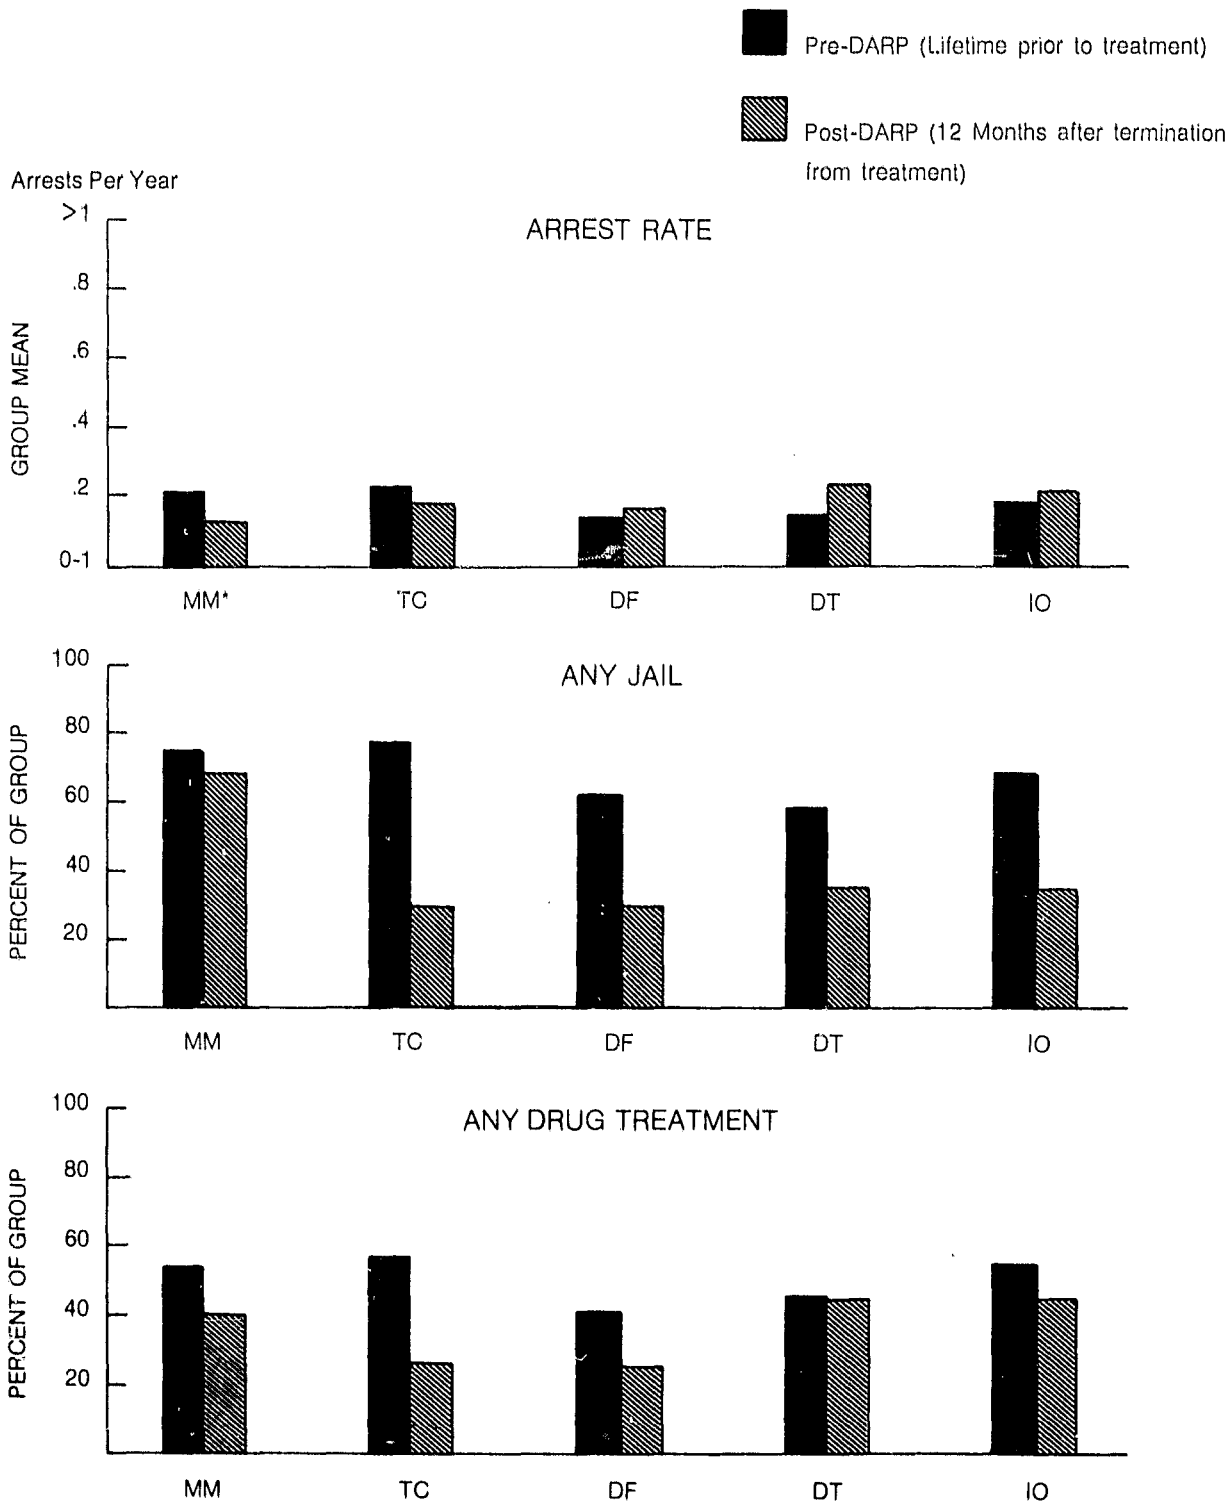 Pre-DARP (Lifetime prior to treatment)
Post-DARP (12 Months after termination
from treatment)
Arrests Per Year
ARREST RATE
GROUP MEAN
>1
.8
.6
.4
.2
0-1
MM* TC DF DT IO
ANY JAIL
PERCENT OF GROUP
100
80
60
40
20
MM TC DF DT IO
ANY DRUG TREATMENT
PERCENT OF GROUP
100
80
60
40
20
MM TC DF DT IO